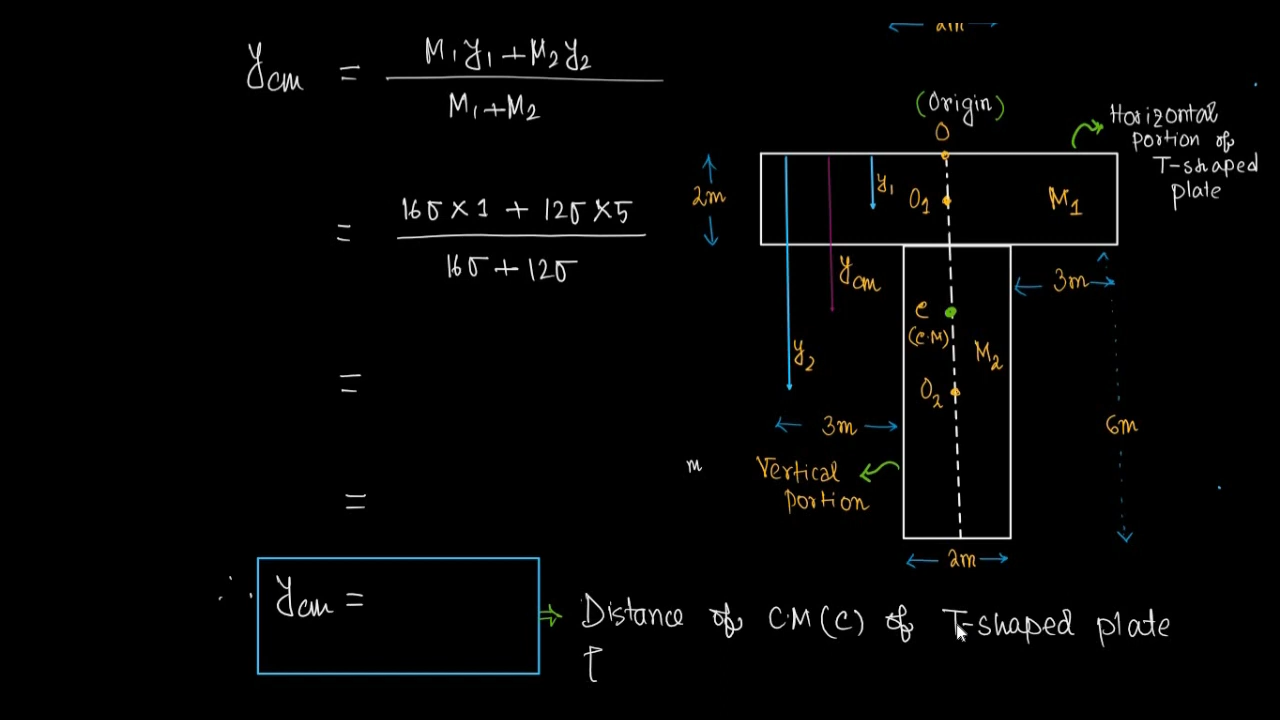 y_cm = (M₁y₁ + M₂y₂) / (M₁ + M₂)
= (16σ × 1 + 12σ × 5) / (16σ + 12σ)
=
=
m
∴ y_cm =
⇒ Distance of C.M (C) of T-shaped plate
(Origin)
O
Horizontal
portion of
T-shaped
plate
2m
y₁
O₁
M₁
y_cm
3m
C
(C.M)
M₂
y₂
O₂
3m
6m
Vertical
portion
2m